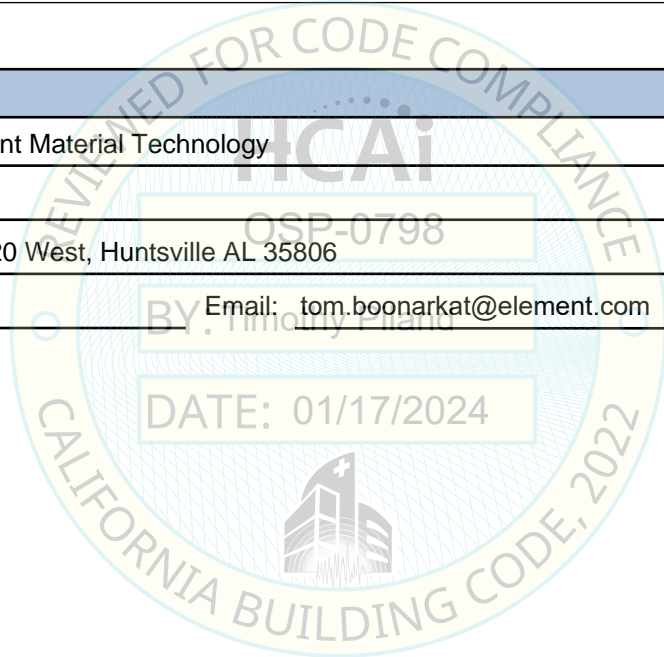 REVIEWED FOR CODE COMPLIANCE
HCAi
nt Material Technology
OSP-0798
20 West, Huntsville AL 35806
Email: tom.boonarkat@element.com
BY: Timothy Piland
DATE: 01/17/2024
CALIFORNIA BUILDING CODE, 2022